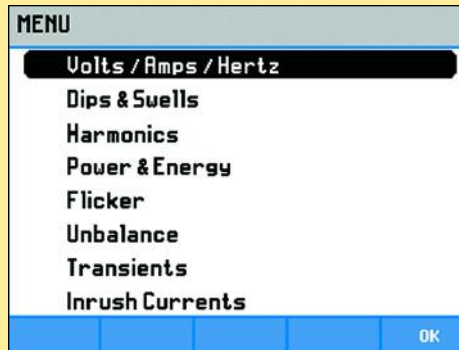 MENU
Volts / Amps / Hertz
Dips & Swells
Harmonics
Power & Energy
Flicker
Unbalance
Transients
Inrush Currents
OK